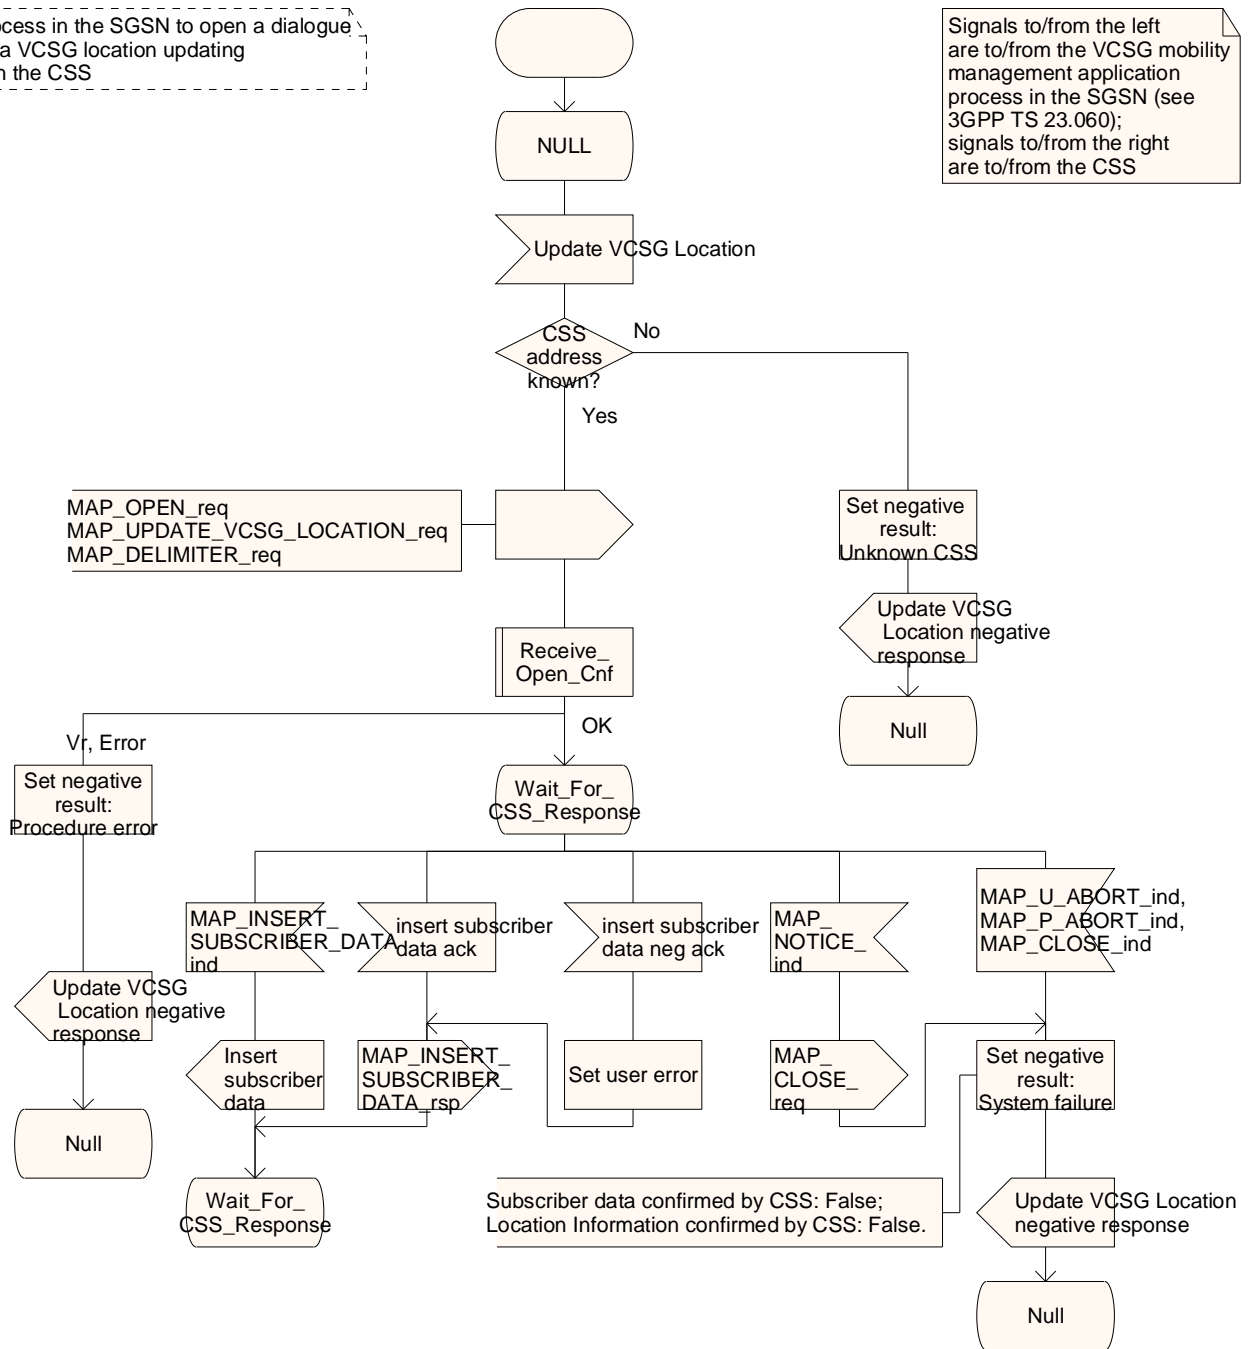 cess in the SGSN to open a dialogue
a VCSG location updating
the CSS
Signals to/from the left
are to/from the VCSG mobility
management application
process in the SGSN (see
3GPP TS 23.060);
signals to/from the right
are to/from the CSS
NULL
Update VCSG Location
CSS
address
known?
No
Yes
MAP_OPEN_req
MAP_UPDATE_VCSG_LOCATION_req
MAP_DELIMITER_req
Set negative
result:
Unknown CSS
Update VCSG
Location negative
response
Receive_
Open_Cnf
Null
OK
Vr, Error
Set negative
result:
Procedure error
Wait_For_
CSS_Response
MAP_INSERT_
SUBSCRIBER_DATA_
ind
insert subscriber
data ack
insert subscriber
data neg ack
MAP_
NOTICE_
ind
MAP_U_ABORT_ind,
MAP_P_ABORT_ind,
MAP_CLOSE_ind
Update VCSG
Location negative
response
Insert
subscriber
data
MAP_INSERT_
SUBSCRIBER_
DATA_rsp
Set user error
MAP_
CLOSE_
req
Set negative
result:
System failure
Null
Wait_For_
CSS_Response
Subscriber data confirmed by CSS: False;
Location Information confirmed by CSS: False.
Update VCSG Location
negative response
Null